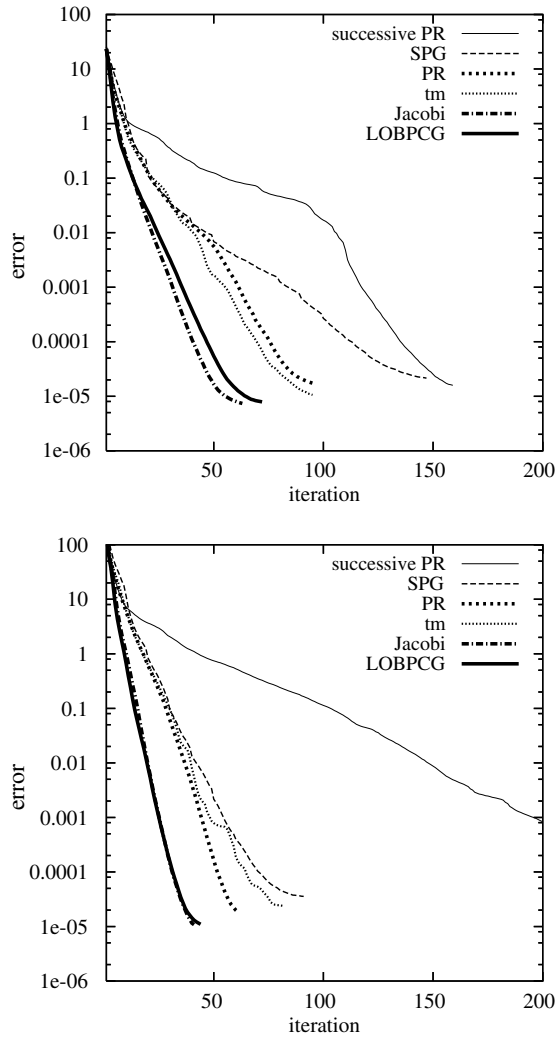 100
10
1
0.1
0.01
0.001
0.0001
1e-05
1e-06
error
successive PR
SPG
PR
tm
Jacobi
LOBPCG
50 100 150 200
iteration
100
10
1
0.1
0.01
0.001
0.0001
1e-05
1e-06
error
successive PR
SPG
PR
tm
Jacobi
LOBPCG
50 100 150 200
iteration